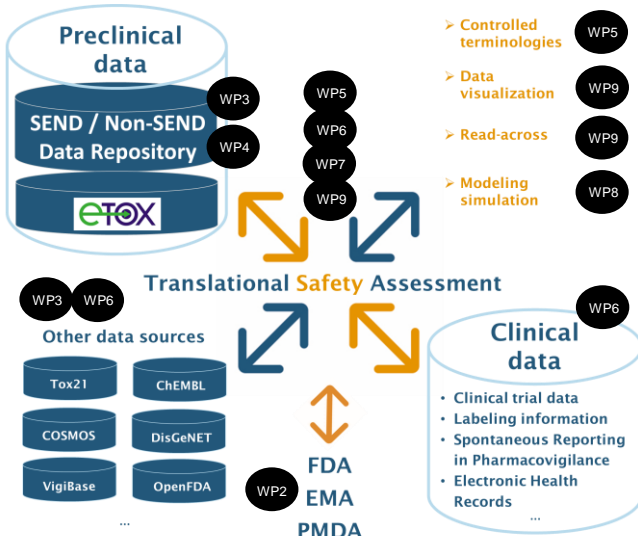 Preclinical
data
WP3
SEND / Non-SEND
Data Repository
WP4
eTOX
WP5
WP6
WP7
WP9
➢ Controlled
terminologies
WP5
➢ Data
visualization
WP9
➢ Read-across
WP9
➢ Modeling
simulation
WP8
Translational Safety Assessment
WP3
WP6
Other data sources
Tox21
ChEMBL
COSMOS
DisGeNET
VigiBase
OpenFDA
...
WP2
FDA
EMA
PMDA
WP6
Clinical
data
• Clinical trial data
• Labeling information
• Spontaneous Reporting
in Pharmacovigilance
• Electronic Health
Records
...